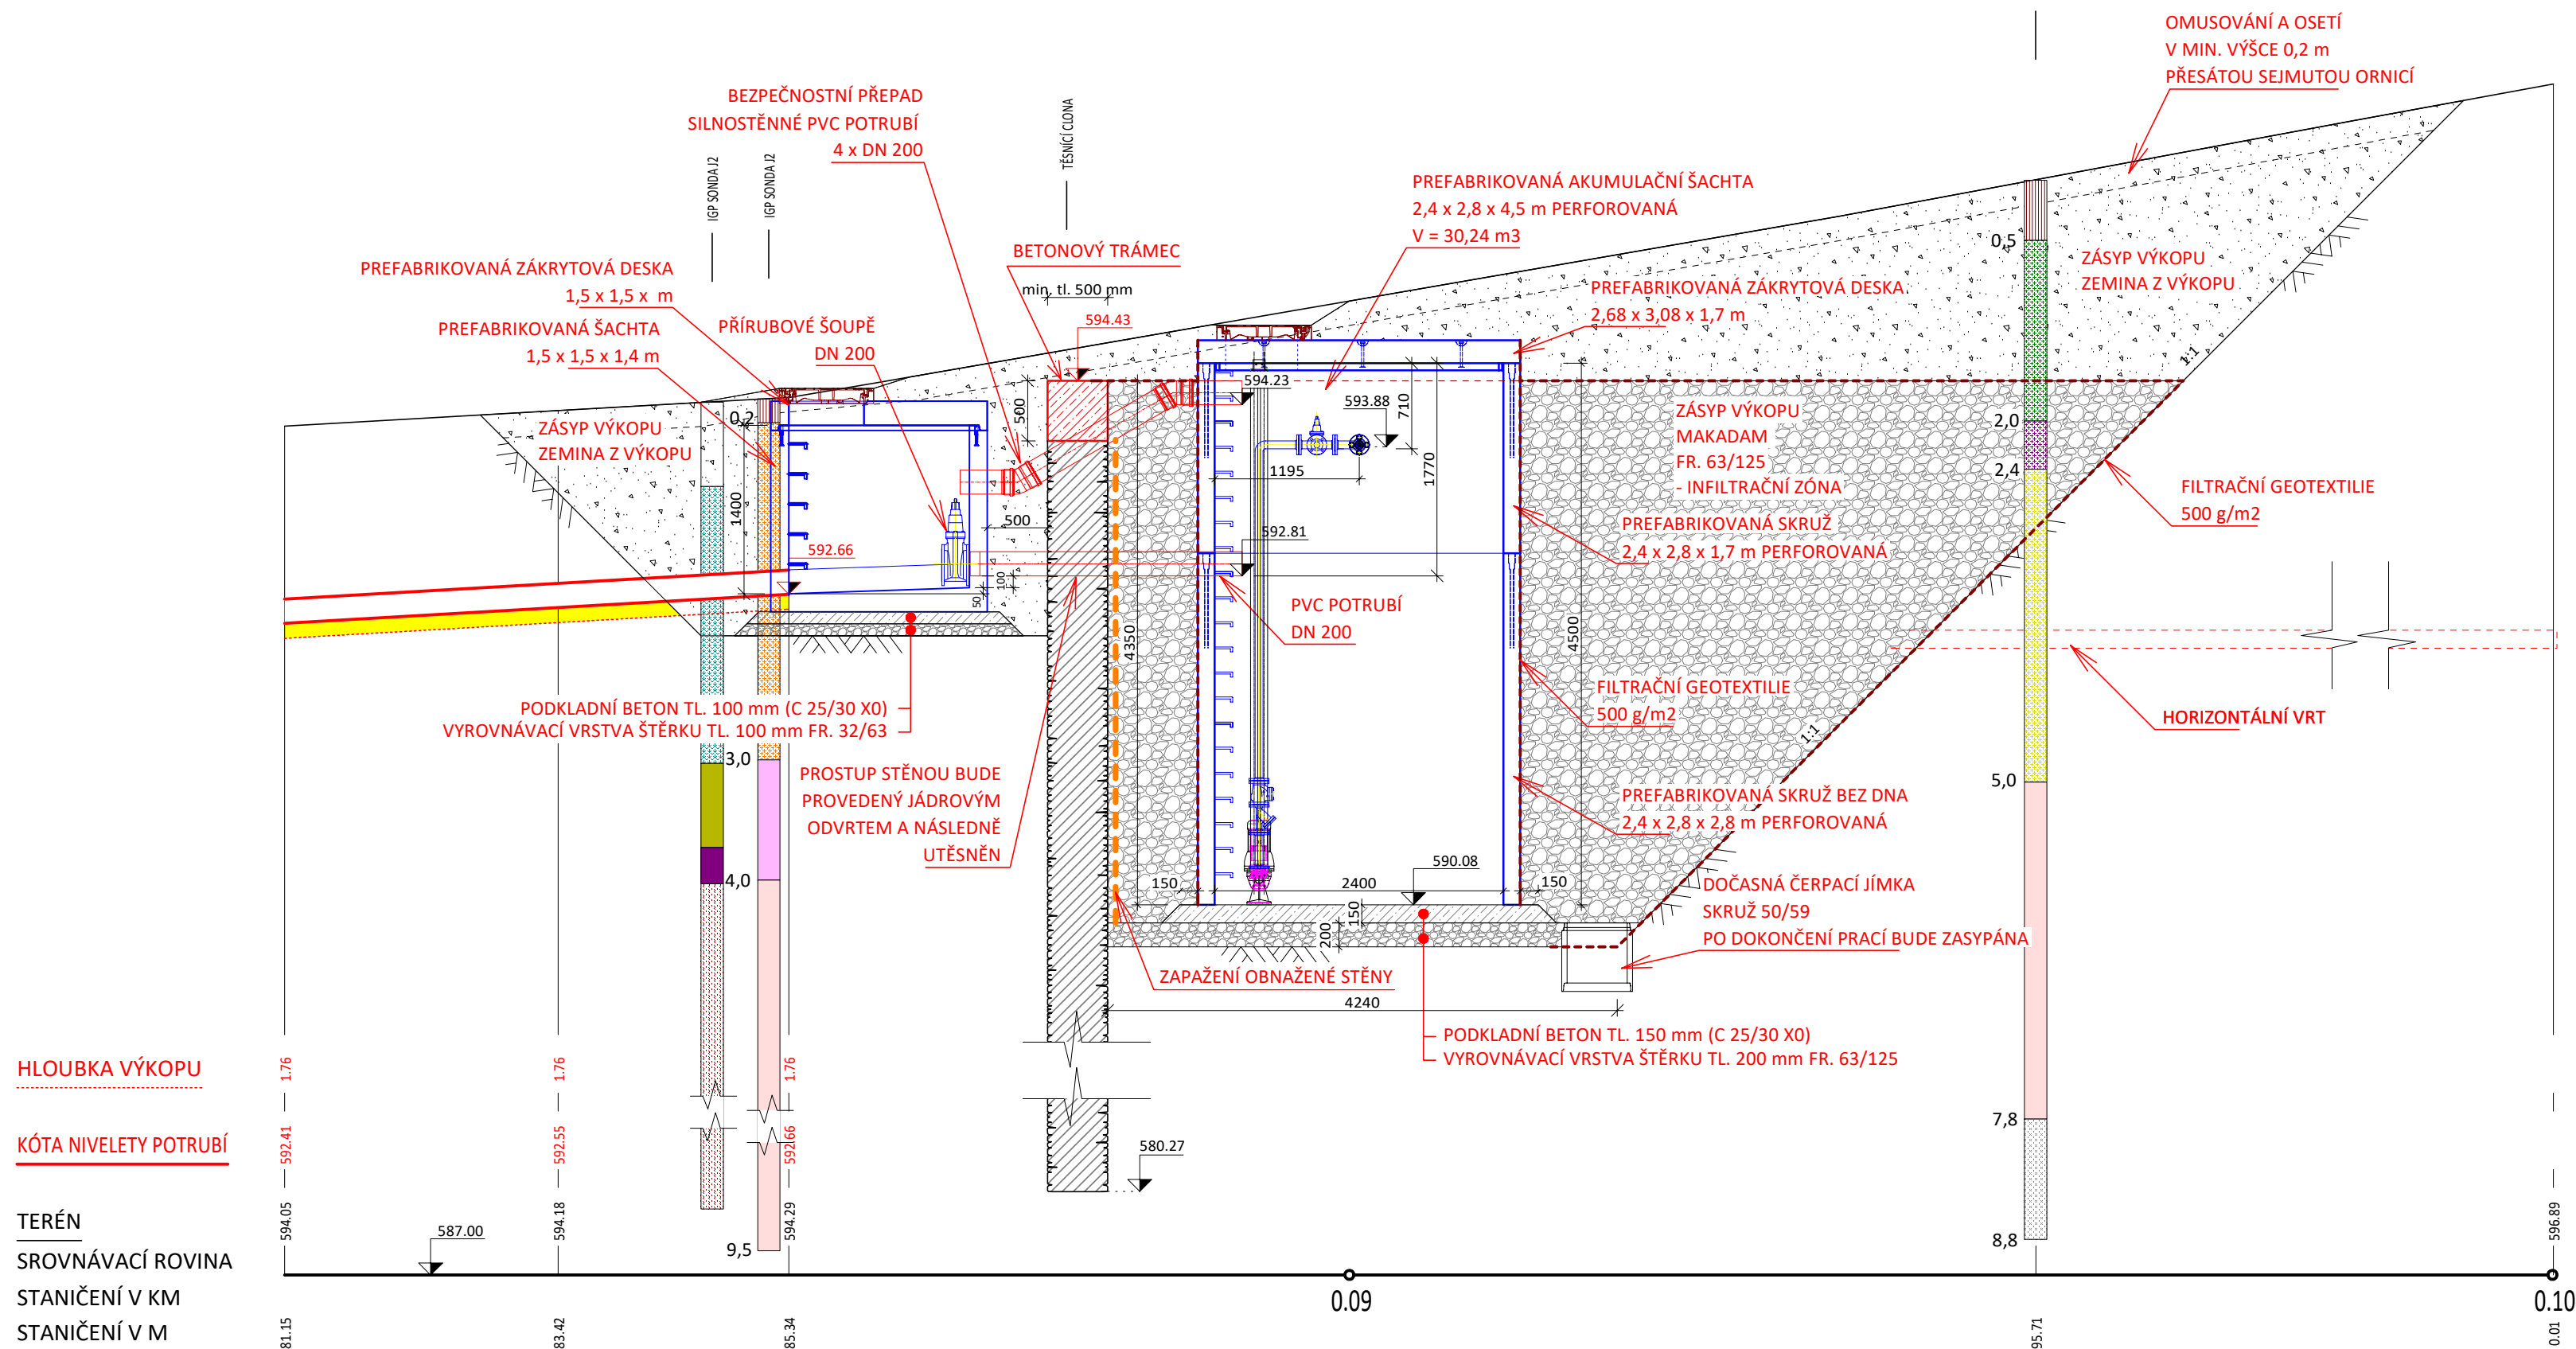 OMUSOVÁNÍ A OSETÍ
V MIN. VÝŠCE 0,2 m
PŘESÁTOU SEJMUTOU ORNICÍ
BEZPEČNOSTNÍ PŘEPAD
SILNOSTĚNNÉ PVC POTRUBÍ
4 x DN 200
IGP SONDA J2
IGP SONDA J2
TĚSNÍCÍ CLONA
PREFABRIKOVANÁ AKUMULAČNÍ ŠACHTA
2,4 x 2,8 x 4,5 m PERFOROVANÁ
V = 30,24 m3
BETONOVÝ TRÁMEC
min. tl. 500 mm
594.43
PREFABRIKOVANÁ ZÁKRYTOVÁ DESKA
1,5 x 1,5 x  m
PREFABRIKOVANÁ ŠACHTA
1,5 x 1,5 x 1,4 m
PŘÍRUBOVÉ ŠOUPĚ
DN 200
PREFABRIKOVANÁ ZÁKRYTOVÁ DESKA
2,68 x 3,08 x 1,7 m
0,5
ZÁSYP VÝKOPU
ZEMINA Z VÝKOPU
1:1
594.23
593.88
710
500
1195
1770
0,2
ZÁSYP VÝKOPU
ZEMINA Z VÝKOPU
1400
500
592.66
592.81
100
50
ZÁSYP VÝKOPU
MAKADAM
FR. 63/125
- INFILTRAČNÍ ZÓNA
2,0
2,4
FILTRAČNÍ GEOTEXTILIE
500 g/m2
PREFABRIKOVANÁ SKRUŽ
2,4 x 2,8 x 1,7 m PERFOROVANÁ
PVC POTRUBÍ
DN 200
4350
4500
FILTRAČNÍ GEOTEXTILIE
500 g/m2
HORIZONTÁLNÍ VRT
1:1
PODKLADNÍ BETON TL. 100 mm (C 25/30 X0)
VYROVNÁVACÍ VRSTVA ŠTĚRKU TL. 100 mm FR. 32/63
3,0
5,0
PROSTUP STĚNOU BUDE
PROVEDENÝ JÁDROVÝM
ODVRTEM A NÁSLEDNĚ
UTĚSNĚN
PREFABRIKOVANÁ SKRUŽ BEZ DNA
2,4 x 2,8 x 2,8 m PERFOROVANÁ
4,0
590.08
150
2400
150
150
200
DOČASNÁ ČERPACÍ JÍMKA
SKRUŽ 50/59
PO DOKONČENÍ PRACÍ BUDE ZASYPÁNA
ZAPAŽENÍ OBNAŽENÉ STĚNY
4240
PODKLADNÍ BETON TL. 150 mm (C 25/30 X0)
VYROVNÁVACÍ VRSTVA ŠTĚRKU TL. 200 mm FR. 63/125
HLOUBKA VÝKOPU
1.76
1.76
1.76
7,8
KÓTA NIVELETY POTRUBÍ
592.41
592.55
592.66
580.27
TERÉN
594.05
594.18
594.29
596.89
587.00
9,5
8,8
SROVNÁVACÍ ROVINA
STANIČENÍ V KM
0.09
0.10
STANIČENÍ V M
81.15
83.42
85.34
95.71
0.01